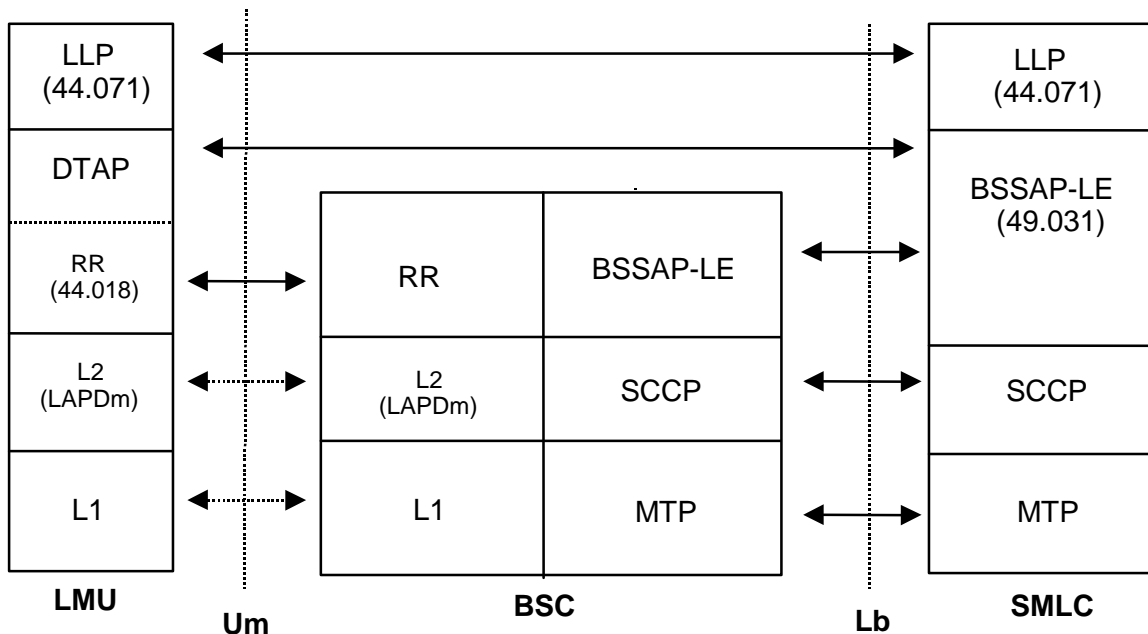 LLP
(44.071)
DTAP
RR
(44.018)
L2
(LAPDm)
L1
LMU
Um
RR
BSSAP-LE
L2
(LAPDm)
SCCP
L1
MTP
BSC
Lb
LLP
(44.071)
BSSAP-LE
(49.031)
SCCP
MTP
SMLC